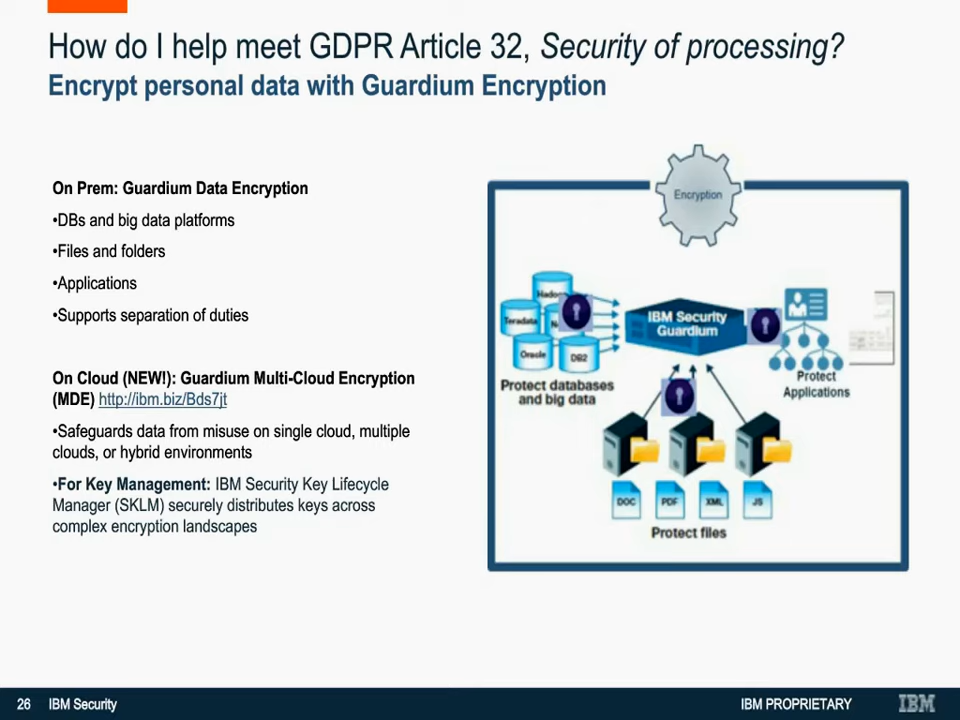 How do I help meet GDPR Article 32, Security of processing?
Encrypt personal data with Guardium Encryption
On Prem: Guardium Data Encryption
•DBs and big data platforms
•Files and folders
•Applications
•Supports separation of duties
On Cloud (NEW!): Guardium Multi-Cloud Encryption
(MDE) http://ibm.biz/Bds7jt
•Safeguards data from misuse on single cloud, multiple
clouds, or hybrid environments
•For Key Management: IBM Security Key Lifecycle
Manager (SKLM) securely distributes keys across
complex encryption landscapes
Encryption
Teradata
Oracle
DB2
Protect databases
and big data
IBM Security
Guardium
Protect
Applications
DOC
PDF
XML
JS
Protect files
26
IBM Security
IBM PROPRIETARY
IBM